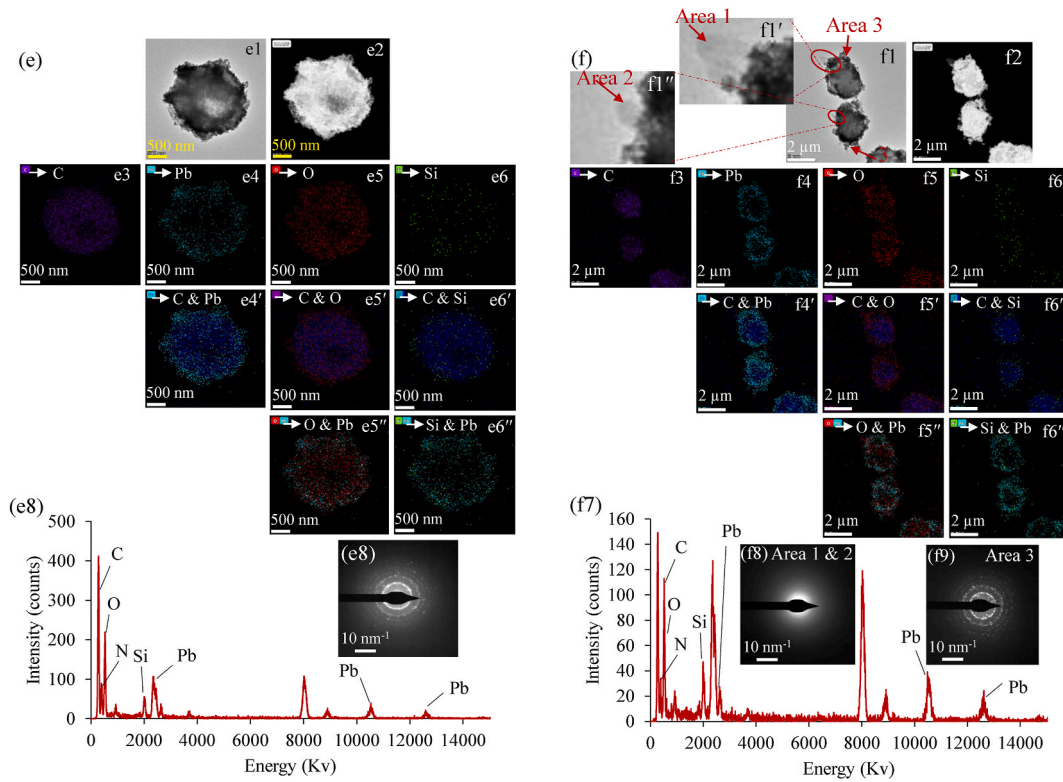 (e)
e1
500 nm
e2
500 nm
C
e3
500 nm
Pb
e4
500 nm
O
e5
500 nm
Si
e6
500 nm
C & Pb
e4′
500 nm
C & O
e5′
500 nm
C & Si
e6′
500 nm
O & Pb
e5″
500 nm
Si & Pb
e6″
500 nm
(e8)
500
400
300
200
100
0
Intensity (counts)
C
O
N
Si
Pb
Pb
Pb
(e8)
10 nm-1
0 2000 4000 6000 8000 10000 12000 14000
Energy (Kv)
(f)
Area 1
f1′
Area 2
f1″
Area 3
f1
2 µm
f2
2 µm
C
f3
2 µm
Pb
f4
2 µm
O
f5
2 µm
Si
f6
2 µm
C & Pb
f4′
2 µm
C & O
f5′
2 µm
C & Si
f6′
2 µm
O & Pb
f5″
2 µm
Si & Pb
f6″
2 µm
(f7)
160
140
120
100
80
60
40
20
0
Intensity (counts)
C
O
N
Si
Pb
Pb
Pb
(f8) Area 1 & 2
10 nm-1
(f9) Area 3
10 nm-1
0 2000 4000 6000 8000 10000 12000 14000
Energy (Kv)